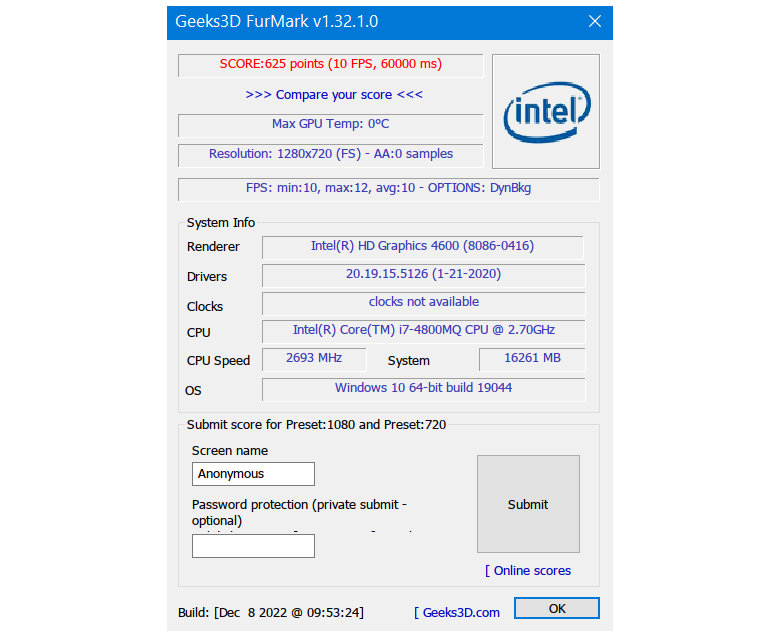 Geeks3D FurMark v1.32.1.0
SCORE:625 points (10 FPS, 60000 ms)
>>> Compare your score <<<
Max GPU Temp: 0°C
Resolution: 1280x720 (FS) - AA:0 samples
intel
FPS: min:10, max:12, avg:10 - OPTIONS: DynBkg
System Info
Renderer Intel(R) HD Graphics 4600 (8086-0416)
Drivers 20.19.15.5126 (1-21-2020)
Clocks clocks not available
CPU Intel(R) Core(TM) i7-4800MQ CPU @ 2.70GHz
CPU Speed 2693 MHz System 16261 MB
OS Windows 10 64-bit build 19044
Submit score for Preset:1080 and Preset:720
Screen name
Anonymous
Password protection (private submit -
optional)
Submit
[ Online scores
Build: [Dec 8 2022 @ 09:53:24] [ Geeks3D.com OK